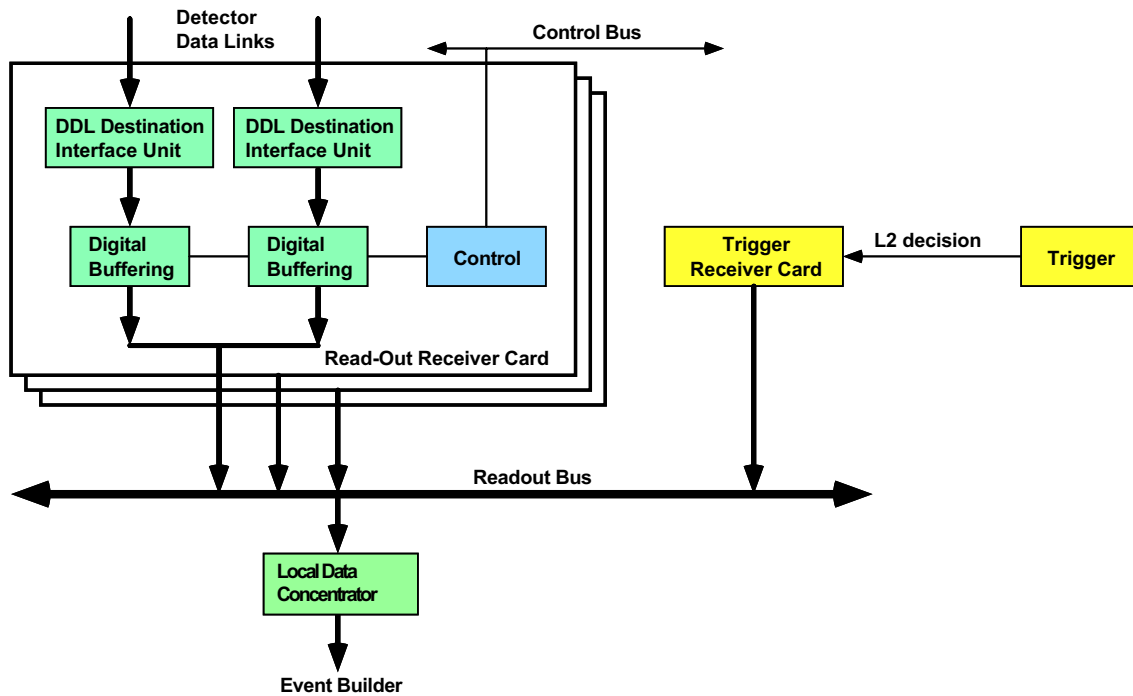 Detector
Data Links
Control Bus
DDL Destination
Interface Unit
DDL Destination
Interface Unit
Digital
Buffering
Digital
Buffering
Control
Trigger
Receiver Card
L2 decision
Trigger
Read-Out Receiver Card
Readout Bus
Local Data
Concentrator
Event Builder